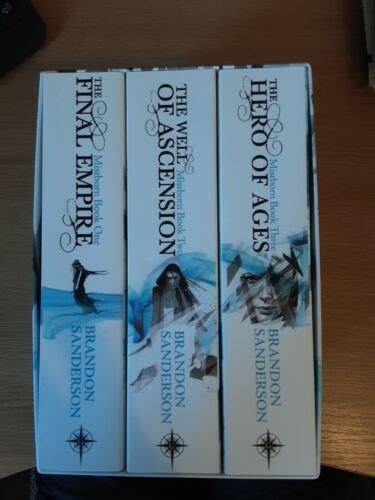 THE
FINAL EMPIRE
Mistborn Book One
BRANDON
SANDERSON
THE WELL
OF ASCENSION
Mistborn Book Two
BRANDON
SANDERSON
THE
HERO OF AGES
Mistborn Book Three
BRANDON
SANDERSON